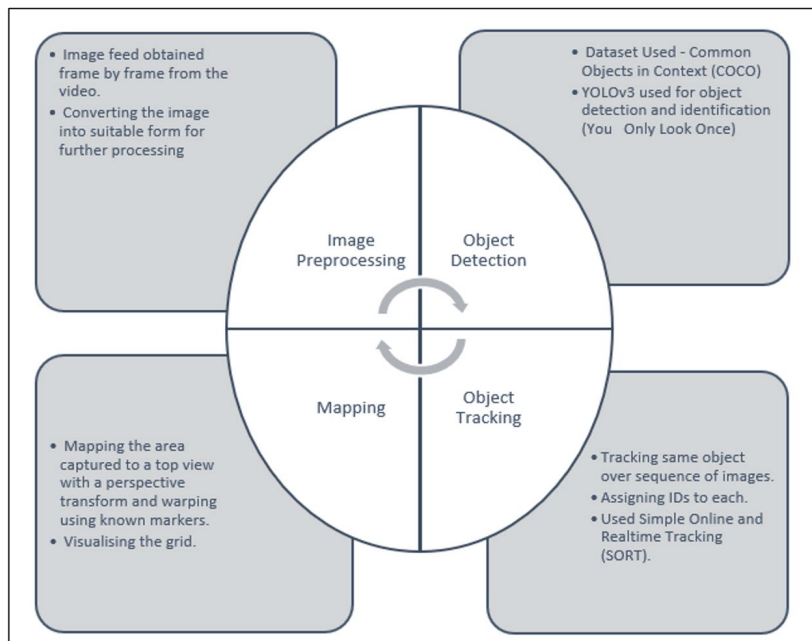 • Image feed obtained
frame by frame from the
video.
• Converting the image
into suitable form for
further processing
• Dataset Used - Common
Objects in Context (COCO)
• YOLOv3 used for object
detection and identification
(You Only Look Once)
Image
Preprocessing
Object
Detection
Mapping
Object
Tracking
• Mapping the area
captured to a top view
with a perspective
transform and warping
using known markers.
• Visualising the grid.
• Tracking same object
over sequence of images.
• Assigning IDs to each.
• Used Simple Online and
Realtime Tracking
(SORT).